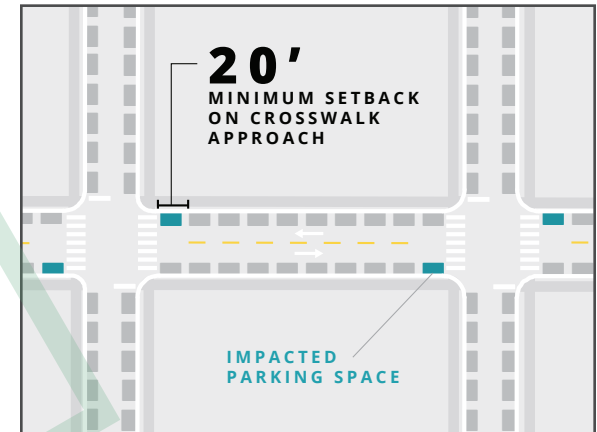 20'
MINIMUM SETBACK
ON CROSSWALK
APPROACH
IMPACTED
PARKING SPACE